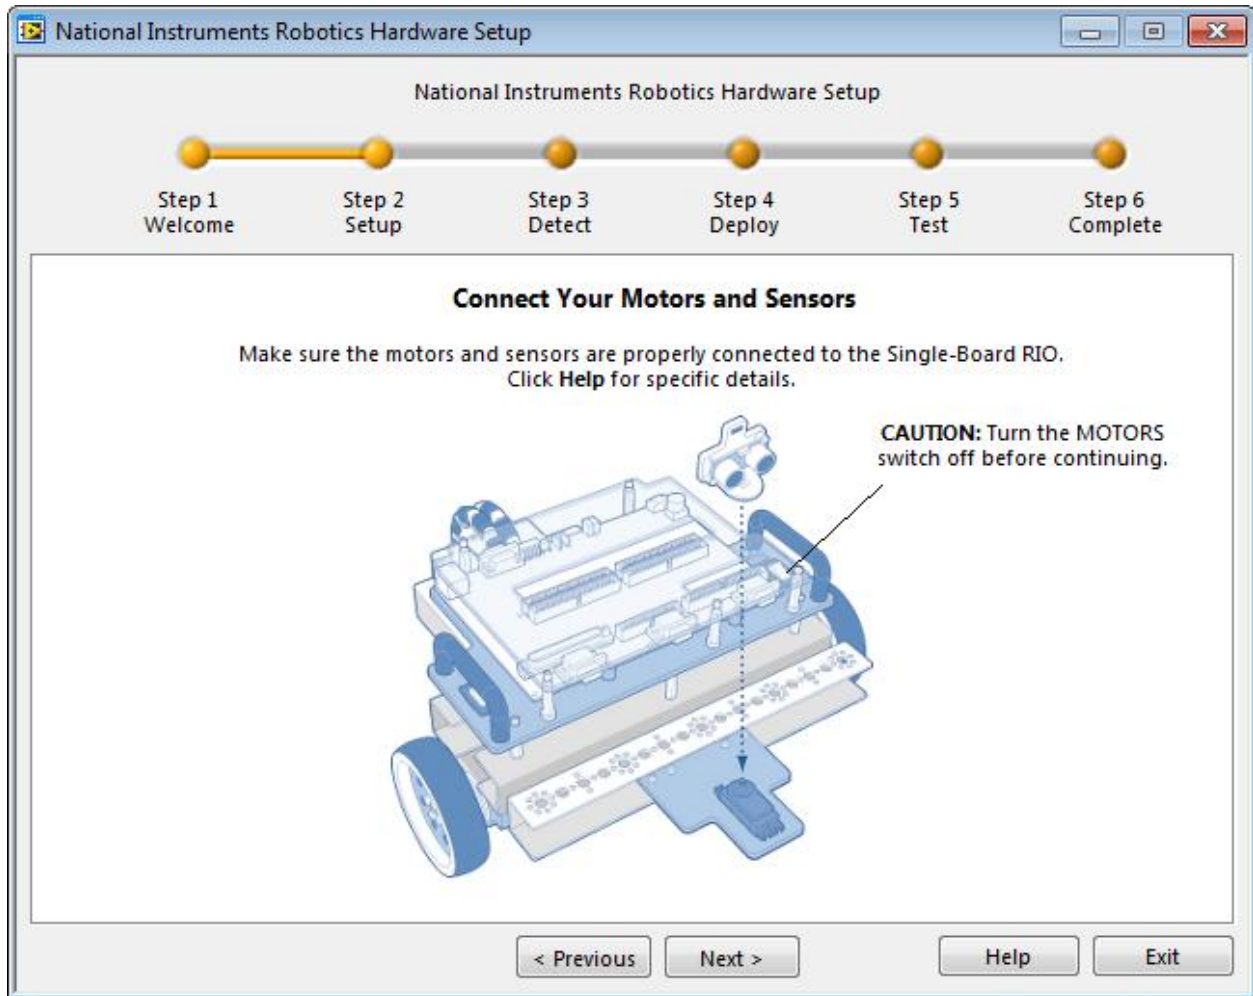 National Instruments Robotics Hardware Setup
National Instruments Robotics Hardware Setup
Step 1
Welcome
Step 2
Setup
Step 3
Detect
Step 4
Deploy
Step 5
Test
Step 6
Complete
Connect Your Motors and Sensors
Make sure the motors and sensors are properly connected to the Single-Board RIO.
Click Help for specific details.
CAUTION: Turn the MOTORS
switch off before continuing.
< Previous
Next >
Help
Exit